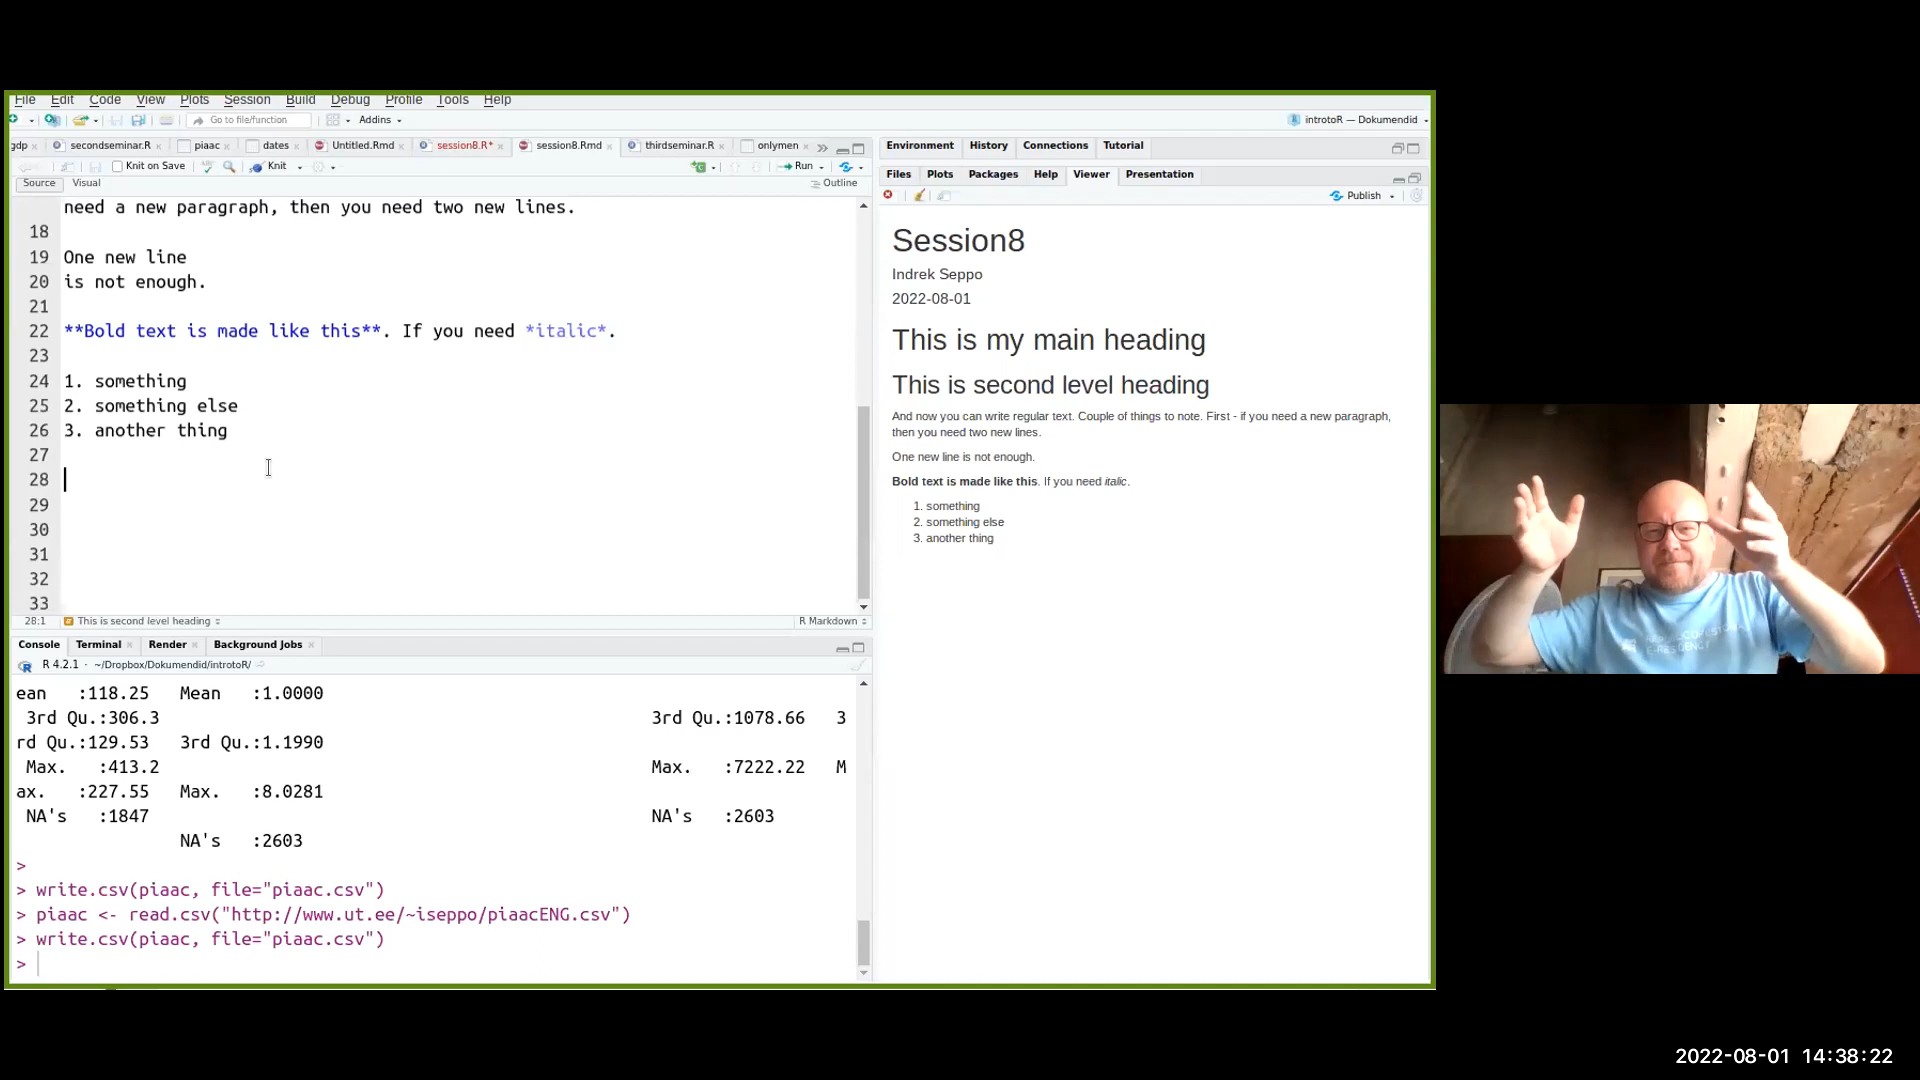 File Edit Code View Plots Session Build Debug Profile Tools Help
Go to file/function Addins introtoR — Dokumendid
gdp secondseminar.R piaac dates Untitled.Rmd session8.R* session8.Rmd thirdseminar.R onlymen
Knit on Save Knit Run
Source Visual Outline
need a new paragraph, then you need two new lines.
18
19 One new line
20 is not enough.
21
22 **Bold text is made like this**. If you need *italic*.
23
24 1. something
25 2. something else
26 3. another thing
27
28
29
30
31
32
33
28:1 This is second level heading R Markdown
Console Terminal Render Background Jobs
R 4.2.1 · ~/Dropbox/Dokumendid/introtoR/
ean :118.25 Mean :1.0000
3rd Qu.:306.3 3rd Qu.:1078.66 3
rd Qu.:129.53 3rd Qu.:1.1990
Max. :413.2 Max. :7222.22 M
ax. :227.55 Max. :8.0281
NA's :1847 NA's :2603
NA's :2603
>
> write.csv(piaac, file="piaac.csv")
> piaac <- read.csv("http://www.ut.ee/~iseppo/piaacENG.csv")
> write.csv(piaac, file="piaac.csv")
>
Environment History Connections Tutorial
Files Plots Packages Help Viewer Presentation
Publish
Session8
Indrek Seppo
2022-08-01
This is my main heading
This is second level heading
And now you can write regular text. Couple of things to note. First - if you need a new paragraph,
then you need two new lines.
One new line is not enough.
Bold text is made like this. If you need italic.
1. something
2. something else
3. another thing
2022-08-01 14:38:22